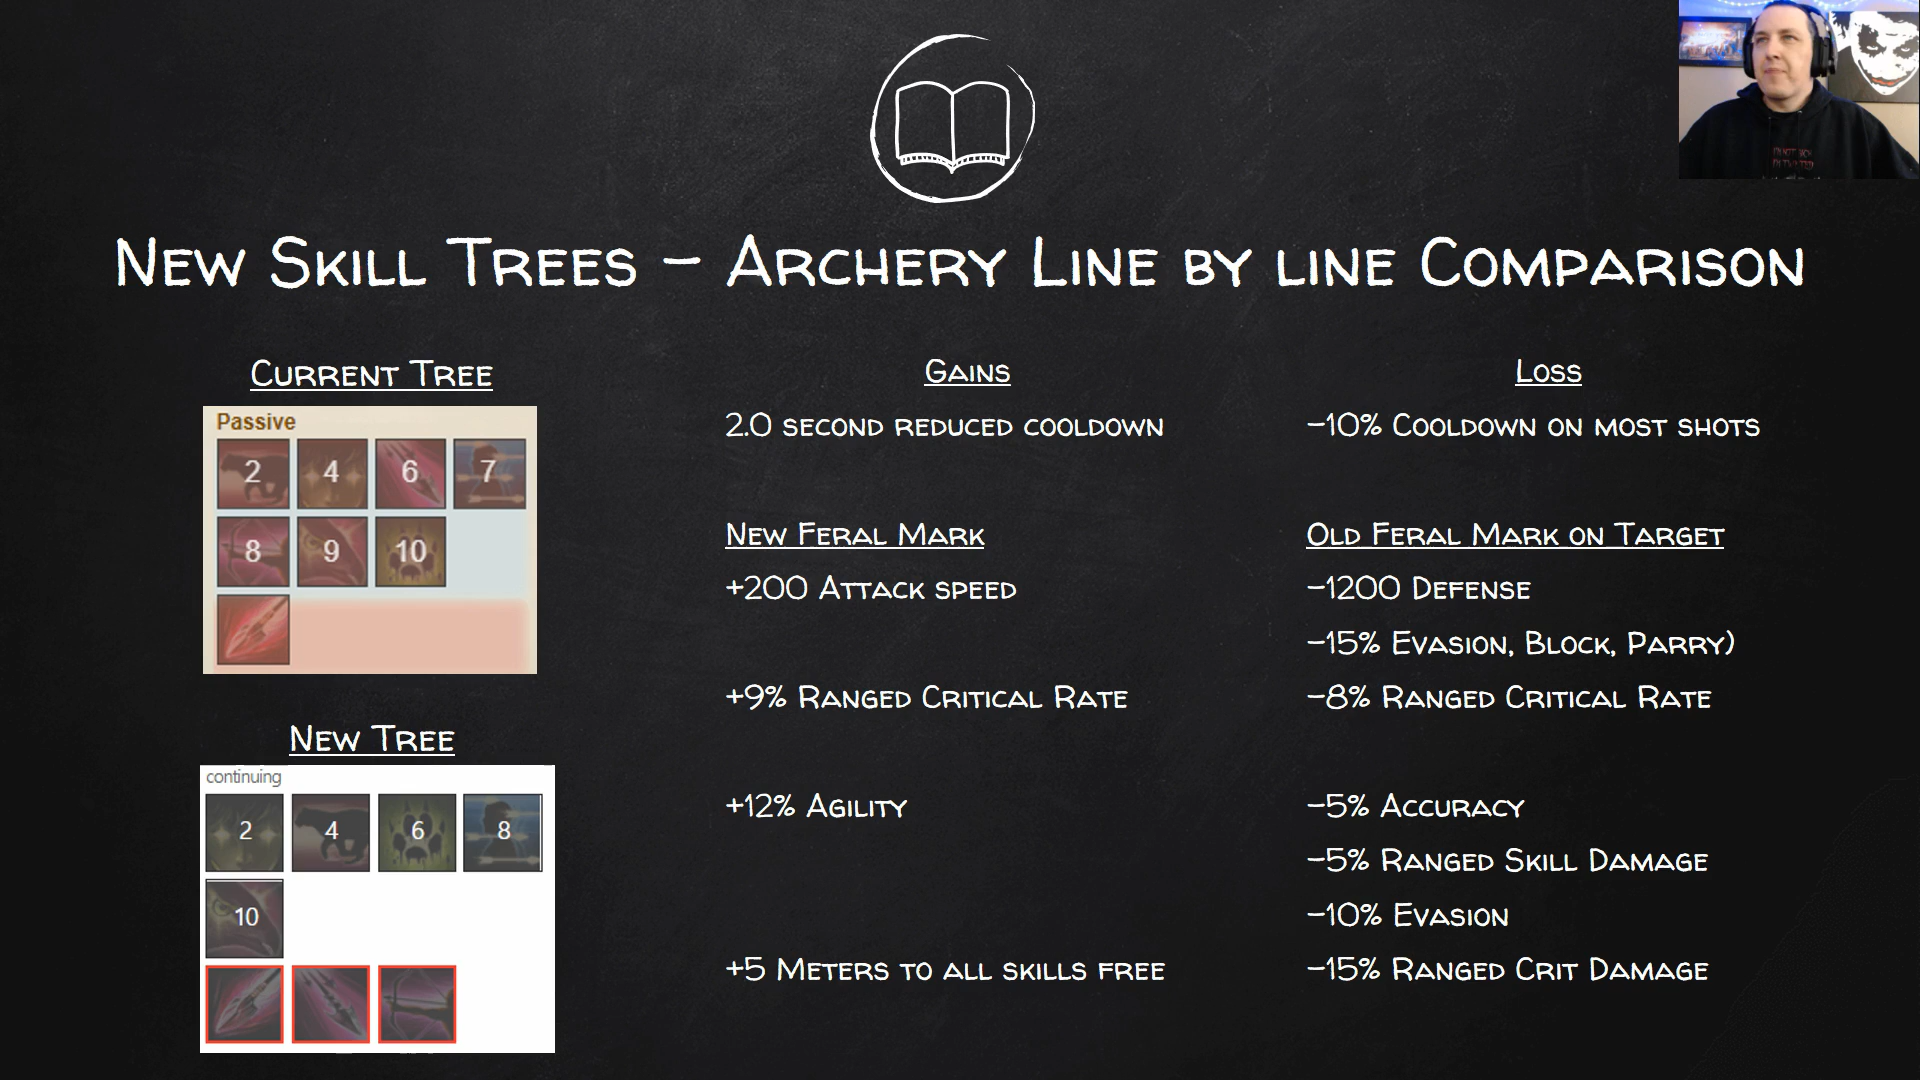 New Skill Trees - Archery Line by line Comparison
Current Tree
Passive
2 4 6 7
8 9 10
New Tree
continuing
2 4 6 8
10
Gains
2.0 second reduced cooldown
New Feral Mark
+200 Attack speed
+9% Ranged Critical Rate
+12% Agility
+5 Meters to all skills free
Loss
-10% Cooldown on most shots
Old Feral Mark on Target
-1200 Defense
-15% Evasion, Block, Parry)
-8% Ranged Critical Rate
-5% Accuracy
-5% Ranged Skill Damage
-10% Evasion
-15% Ranged Crit Damage